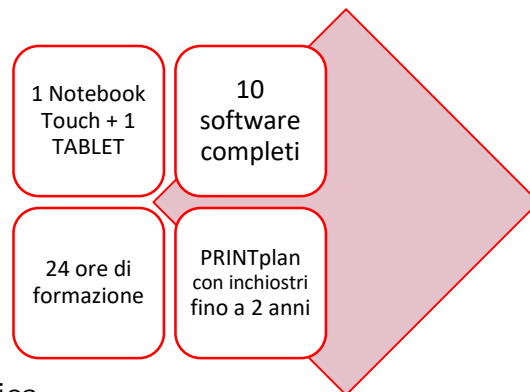 1 Notebook
Touch + 1
TABLET
10
software
completi
24 ore di
formazione
PRINTplan
con inchiostri
fino a 2 anni